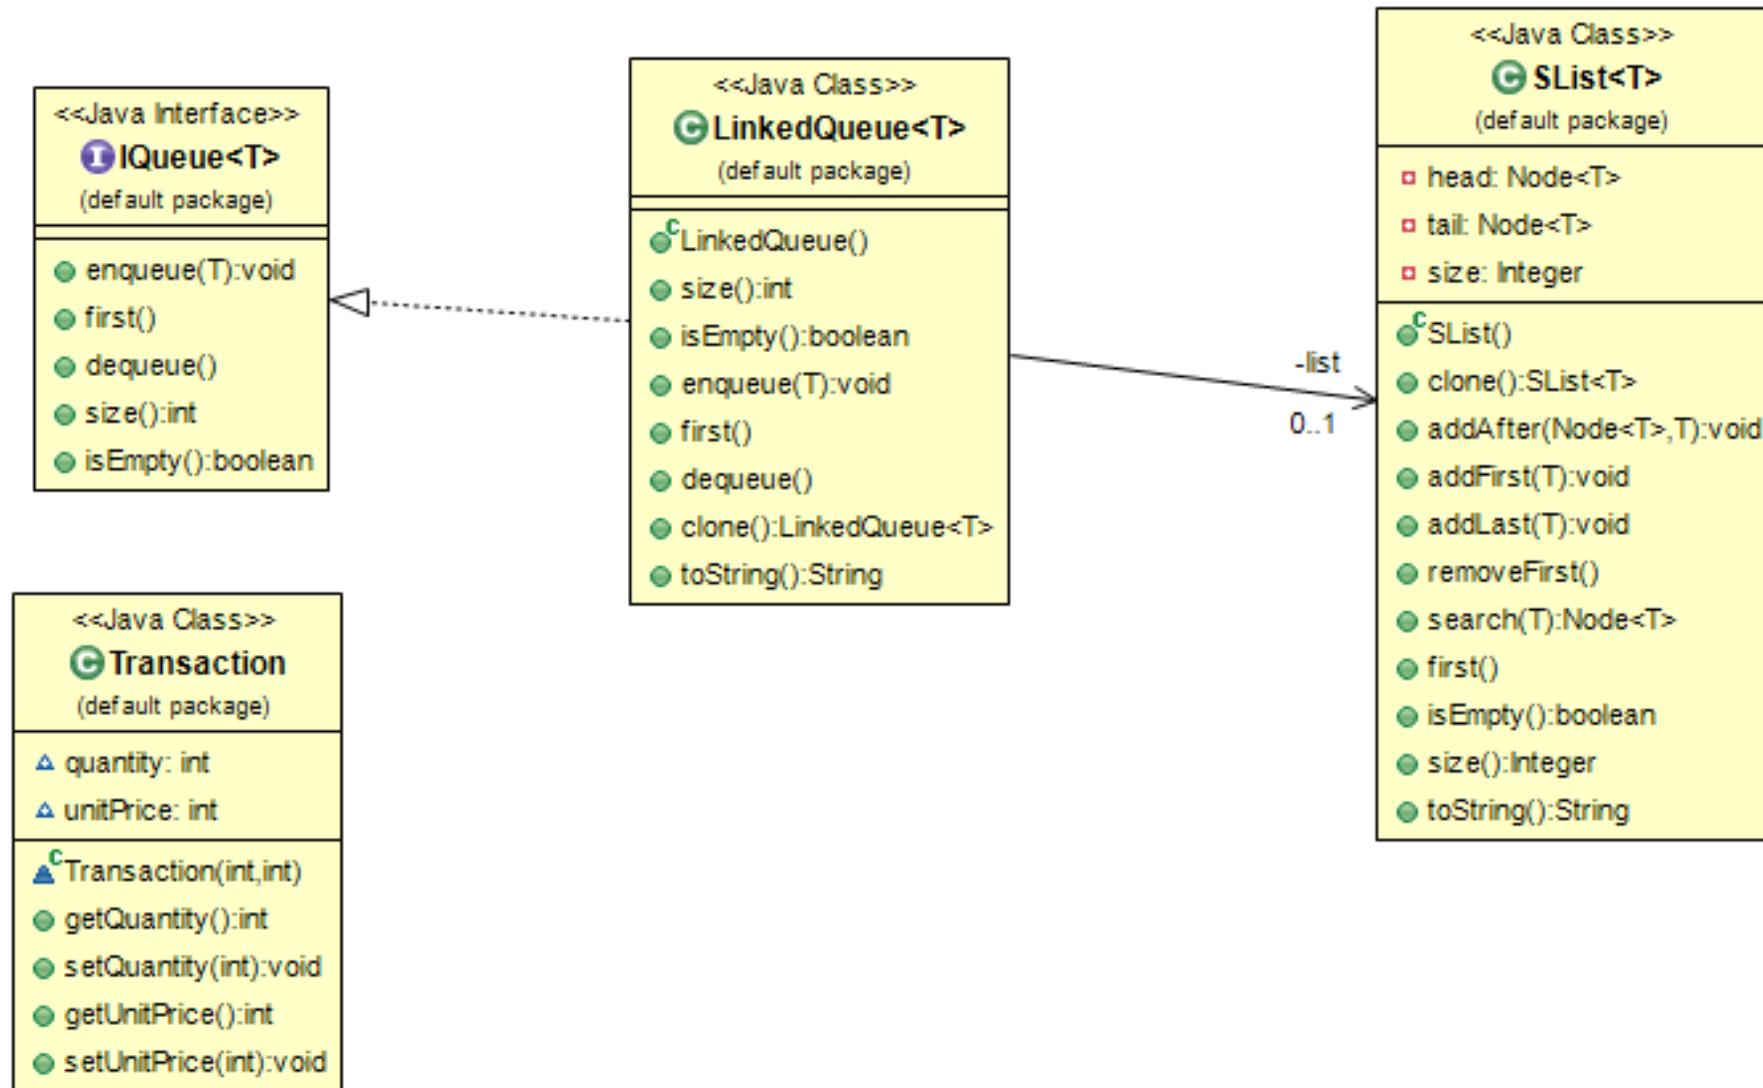 <<Java Interface>>
IQueue<T>
(default package)
enqueue(T):void
first()
dequeue()
size():int
isEmpty():boolean
<<Java Class>>
LinkedQueue<T>
(default package)
LinkedQueue()
size():int
isEmpty():boolean
enqueue(T):void
first()
dequeue()
clone():LinkedQueue<T>
toString():String
-list
0..1
<<Java Class>>
SList<T>
(default package)
head: Node<T>
tail: Node<T>
size: Integer
SList()
clone():SList<T>
addAfter(Node<T>,T):void
addFirst(T):void
addLast(T):void
removeFirst()
search(T):Node<T>
first()
isEmpty():boolean
size():Integer
toString():String
<<Java Class>>
Transaction
(default package)
quantity: int
unitPrice: int
Transaction(int,int)
getQuantity():int
setQuantity(int):void
getUnitPrice():int
setUnitPrice(int):void